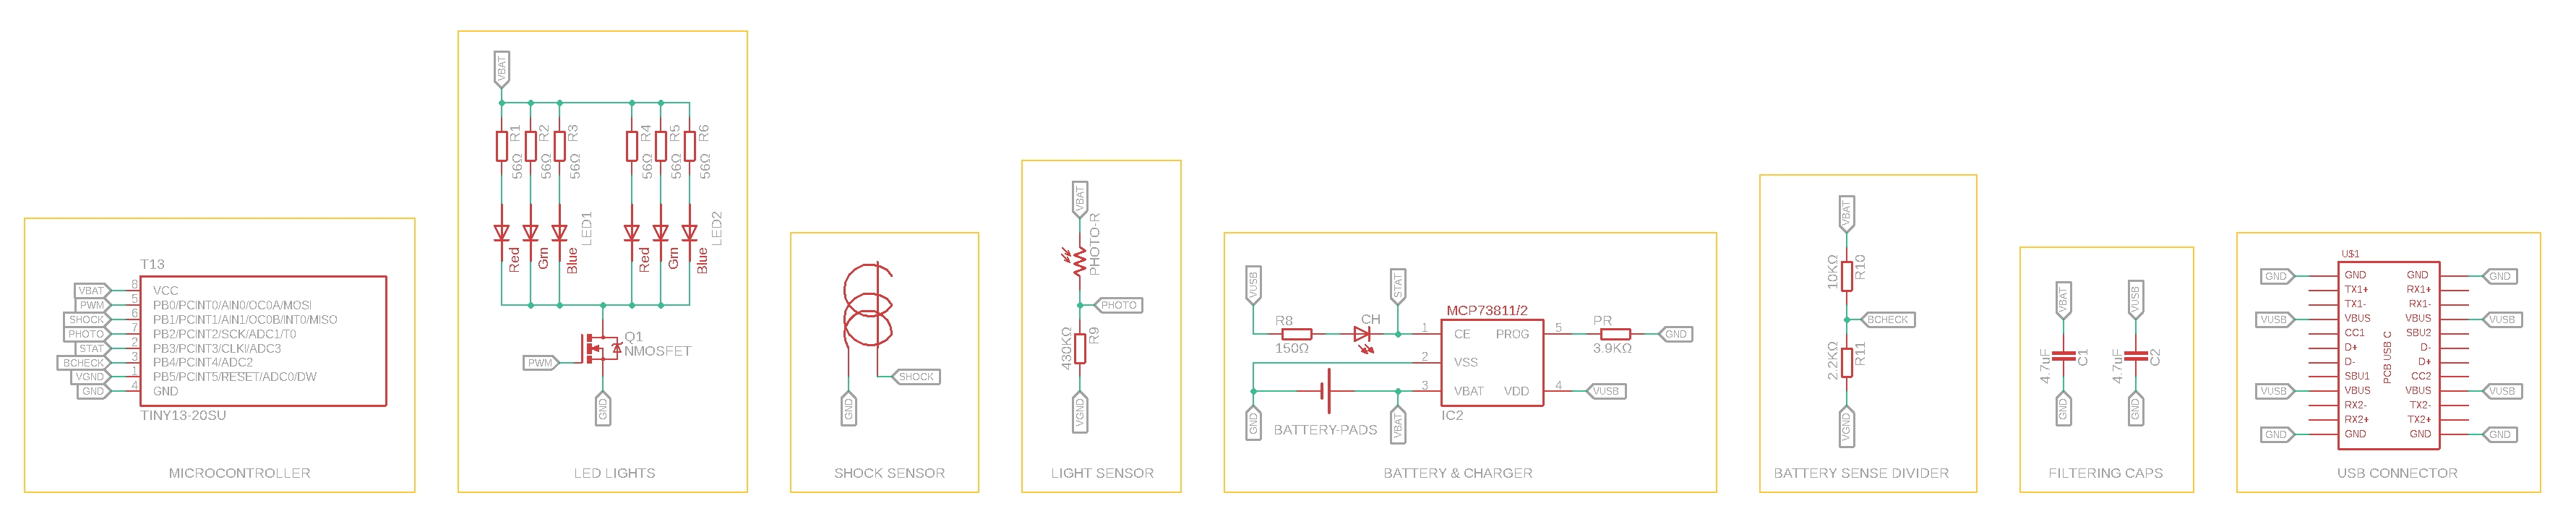 T13
VBAT 8 VCC
PWM 5 PB0/PCINT0/AIN0/OC0A/MOSI
SHOCK 6 PB1/PCINT1/AIN1/OC0B/INT0/MISO
PHOTO 7 PB2/PCINT2/SCK/ADC1/T0
STAT 2 PB3/PCINT3/CLKI/ADC3
BCHECK 3 PB4/PCINT4/ADC2
VGND 1 PB5/PCINT5/RESET/ADC0/DW
GND 4 GND
TINY13-20SU
MICROCONTROLLER
VBAT
R1 R2 R3 R4 R5 R6
56Ω 56Ω 56Ω 56Ω 56Ω 56Ω
LED1 LED2
Red Grn Blue Red Grn Blue
Q1
NMOSFET
PWM
GND
LED LIGHTS
SHOCK
GND
SHOCK SENSOR
VBAT
PHOTO-R
PHOTO
430KΩ R9
VGND
LIGHT SENSOR
VUSB STAT
MCP73811/2
R8 CH 1 CE PROG 5 PR GND
150Ω 3.9KΩ
2 VSS
3 VBAT VDD 4 VUSB
IC2
GND BATTERY-PADS VBAT
BATTERY & CHARGER
VBAT
10KΩ R10
BCHECK
2.2KΩ R11
VGND
BATTERY SENSE DIVIDER
VBAT VUSB
4.7uF C1 4.7uF C2
GND GND
FILTERING CAPS
U$1
GND GND GND GND
TX1+ RX1+
TX1- RX1-
VUSB VBUS VBUS VUSB
CC1 SBU2
D+ D-
D- D+
SBU1 CC2
VUSB VBUS VBUS VUSB
RX2- TX2-
RX2+ TX2+
GND GND GND GND
PCB USB C
USB CONNECTOR